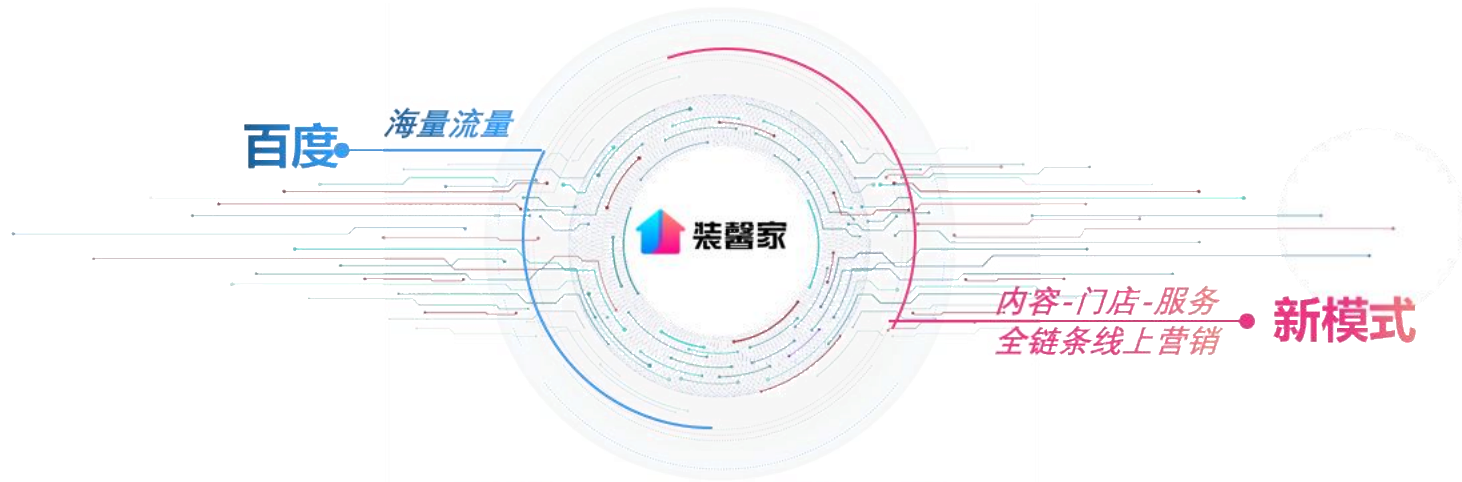 百度
海量流量
装馨家
内容-门店-服务
全链条线上营销
新模式